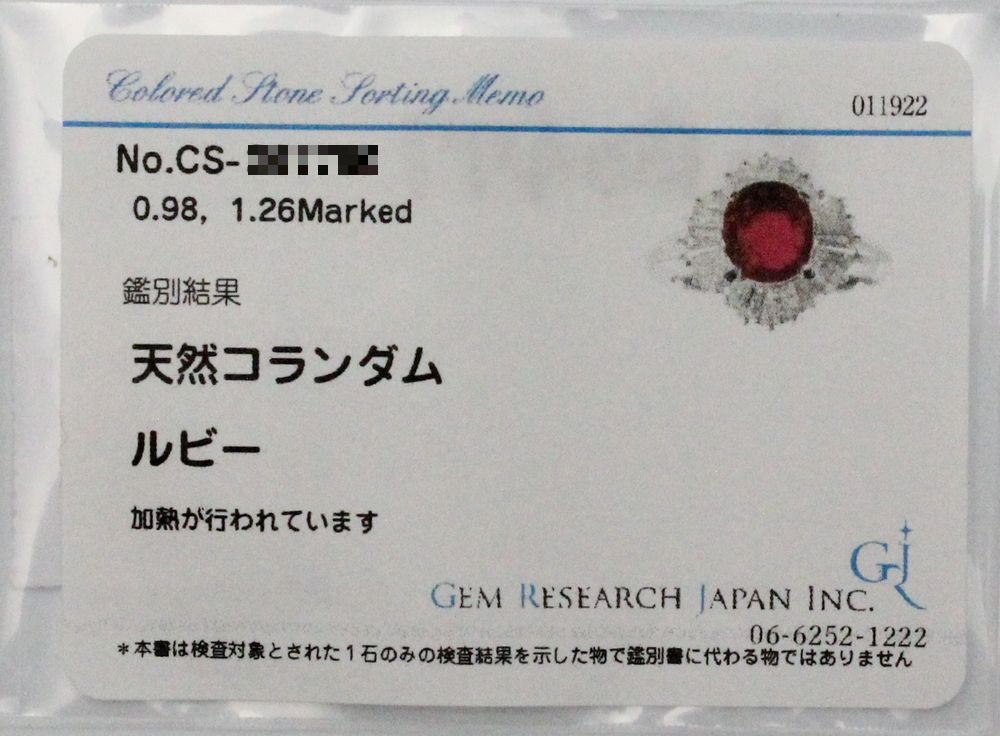 Colored Stone Sorting Memo
011922
No.CS-
0.98, 1.26Marked
鑑別結果
天然コランダム
ルビー
加熱が行われています
GJ
GEM RESEARCH JAPAN INC.
06-6252-1222
*本書は検査対象とされた1石のみの検査結果を示した物で鑑別書に代わる物ではありません